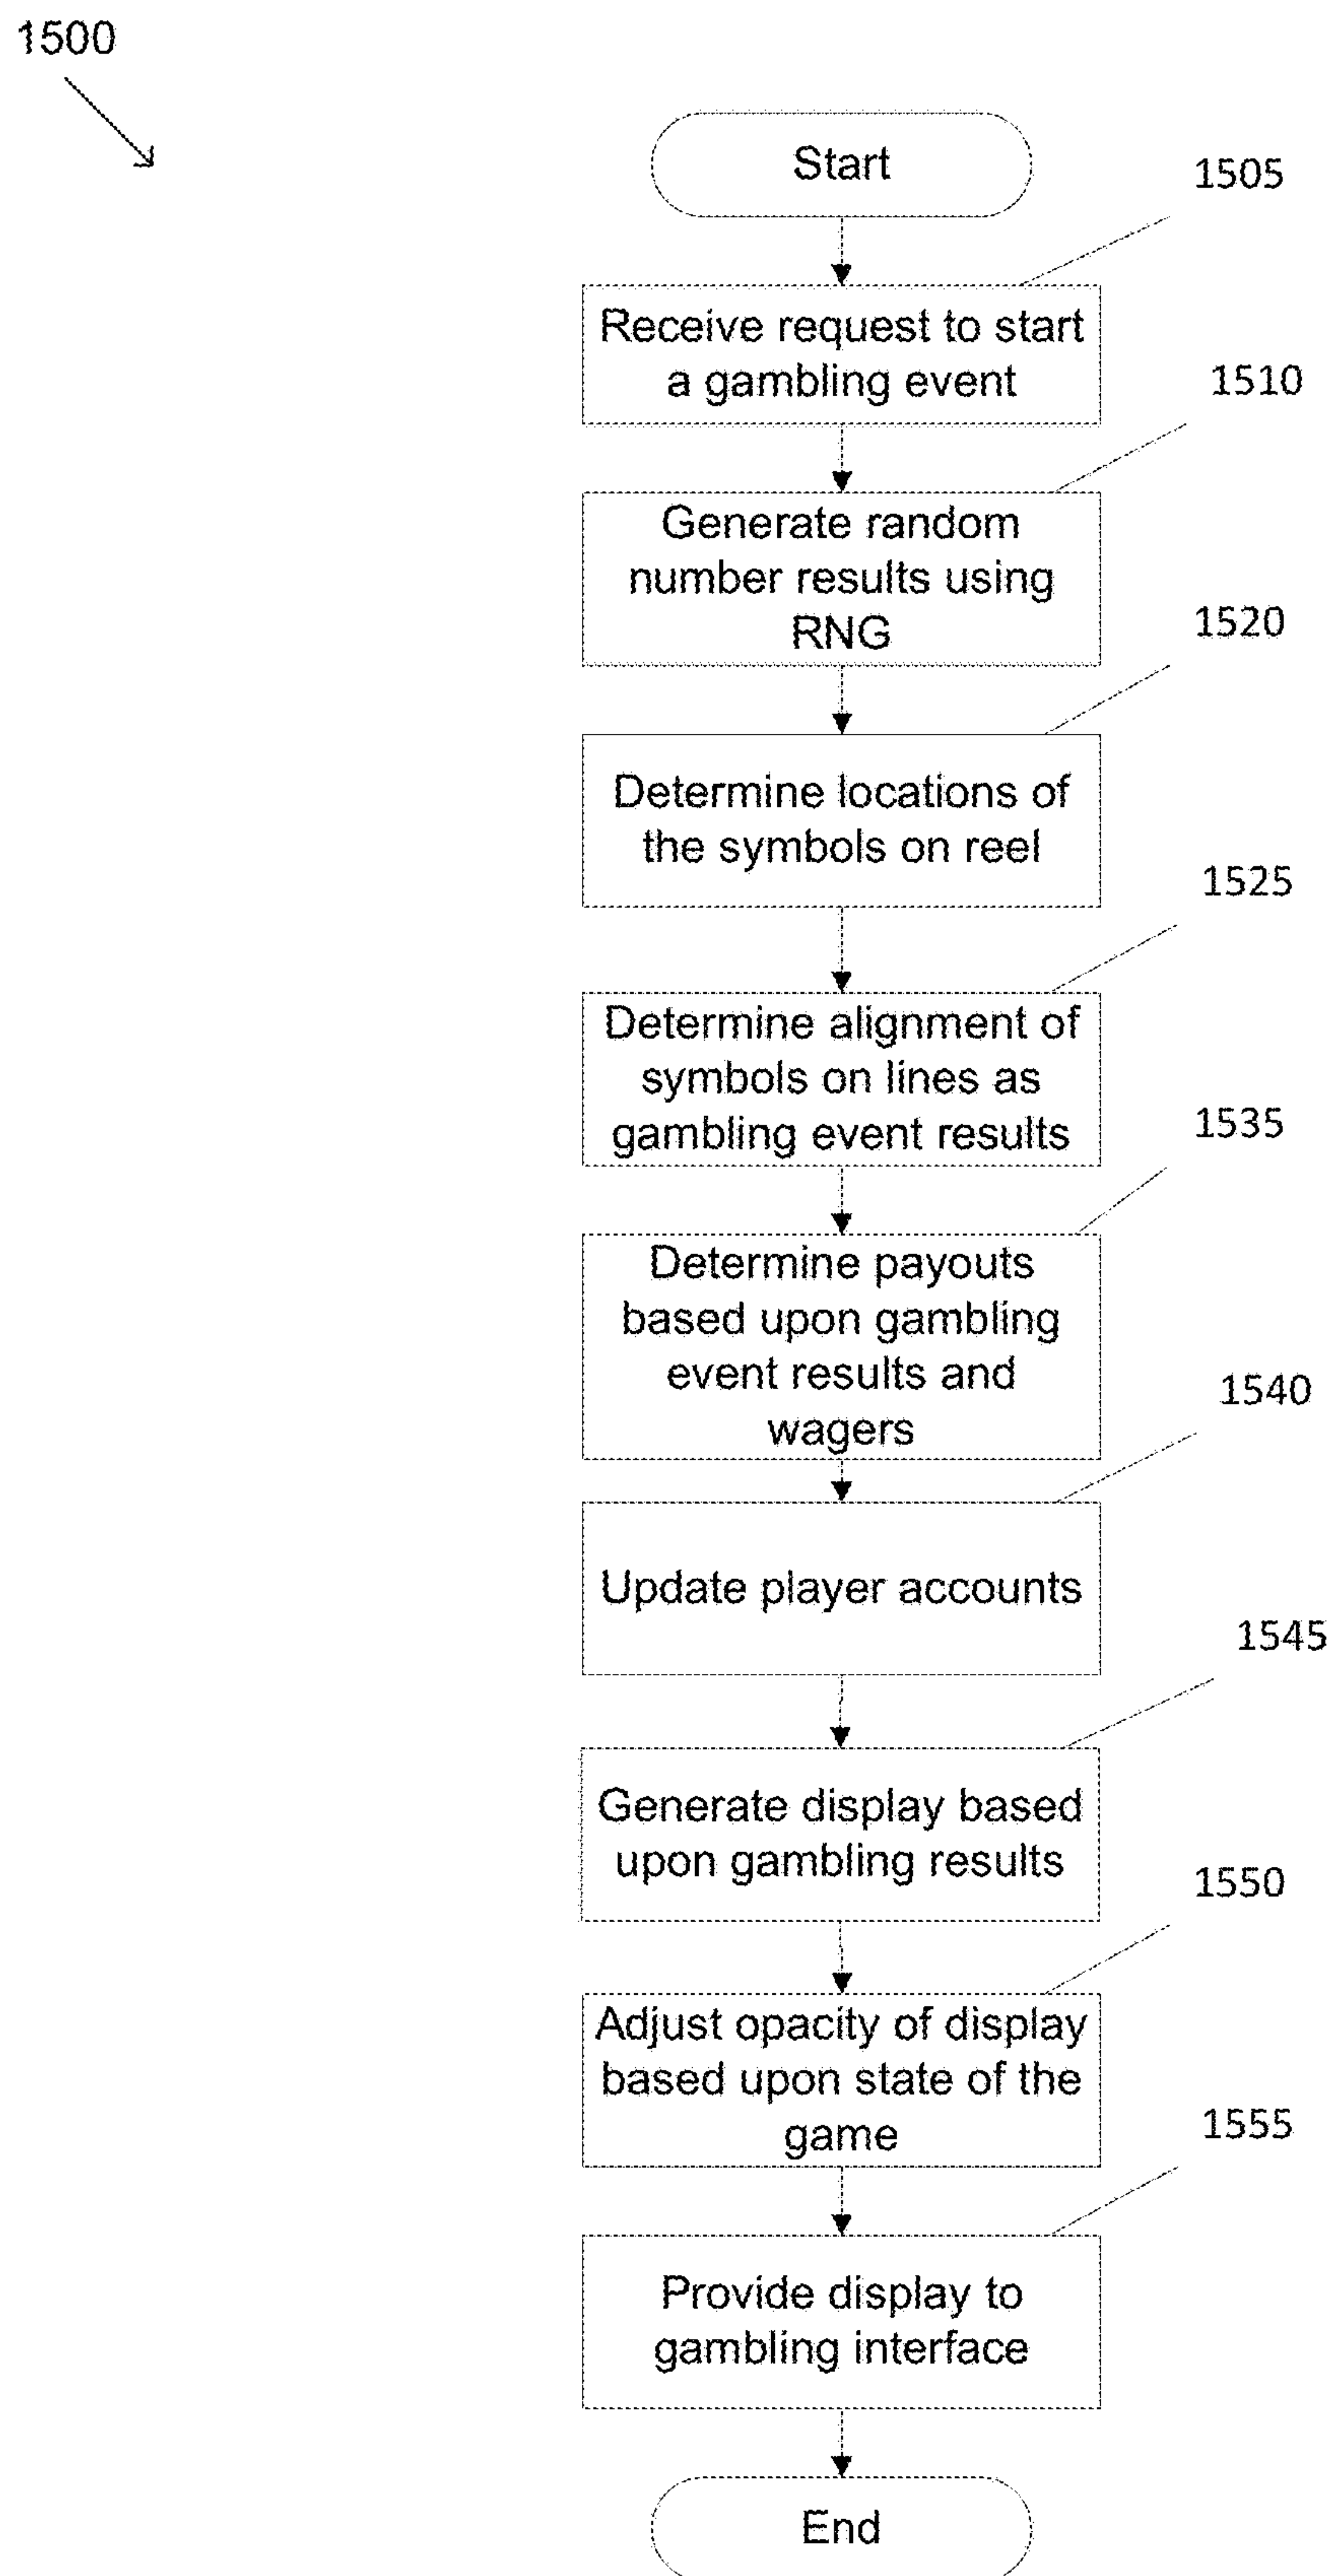 1500
Start
1505
Receive request to start
a gambling event
1510
Generate random
number results using
RNG
1520
Determine locations of
the symbols on reel
1525
Determine alignment of
symbols on lines as
gambling event results
1535
Determine payouts
based upon gambling
event results and
wagers
1540
Update player accounts
1545
Generate display based
upon gambling results
1550
Adjust opacity of display
based upon state of the
game
1555
Provide display to
gambling interface
End